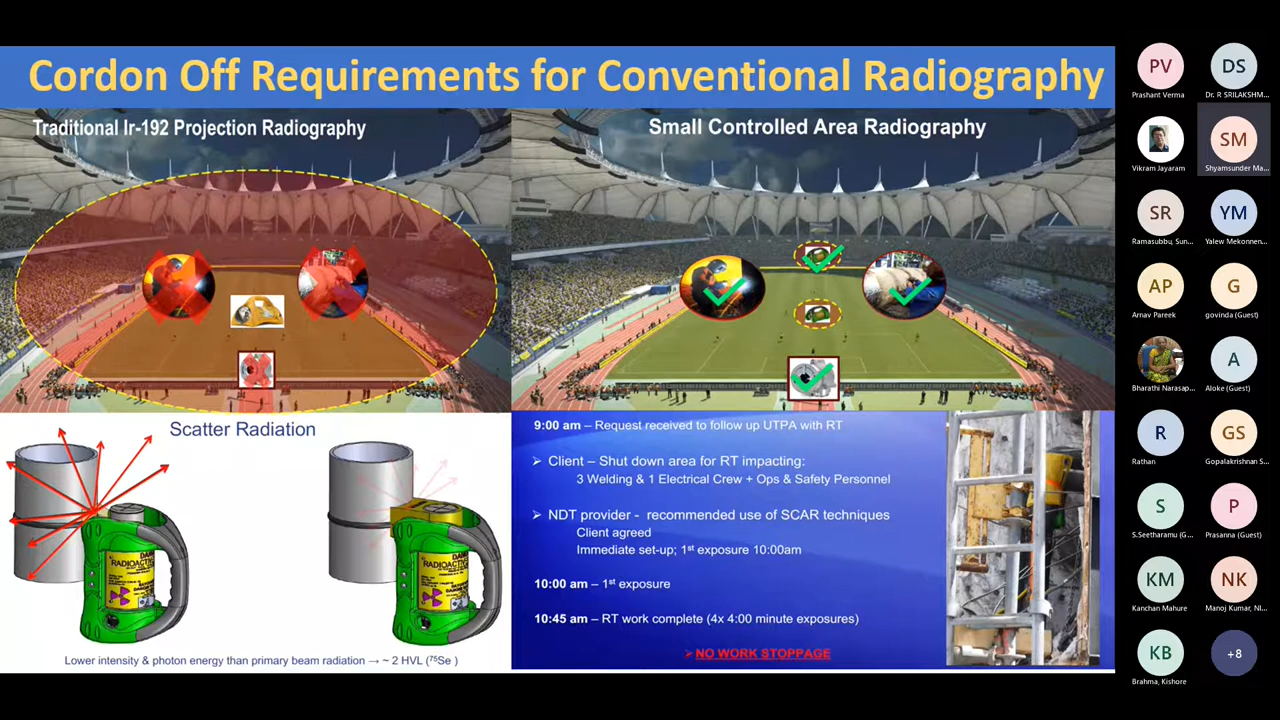 Cordon Off Requirements for Conventional Radiography
Traditional Ir-192 Projection Radiography
Small Controlled Area Radiography
Scatter Radiation
RADIOACTIVE
RADIOACTIVE
Lower intensity & photon energy than primary beam radiation → ~ 2 HVL (⁷⁵Se )
9:00 am – Request received to follow up UTPA with RT
➢ Client – Shut down area for RT impacting:
3 Welding & 1 Electrical Crew + Ops & Safety Personnel
➢ NDT provider - recommended use of SCAR techniques
Client agreed
Immediate set-up; 1ˢᵗ exposure 10:00am
10:00 am – 1ˢᵗ exposure
10:45 am – RT work complete (4x 4:00 minute exposures)
➢ NO WORK STOPPAGE
PV
DS
Prashant Verma
Dr. R SRILAKSHM...
SM
Vikram Jayaram
Shyamsunder Ma...
SR
YM
Ramasubbu, Sun...
Yalew Mekonnen...
AP
G
Arnav Pareek
govinda (Guest)
A
Bharathi Narasap...
Aloke (Guest)
R
GS
Rathan
Gopalakrishnan S...
S
P
S.Seetharamu (G...
Prasanna (Guest)
KM
NK
Kanchan Mahure
Manoj Kumar, NI...
KB
+8
Brahma, Kishore